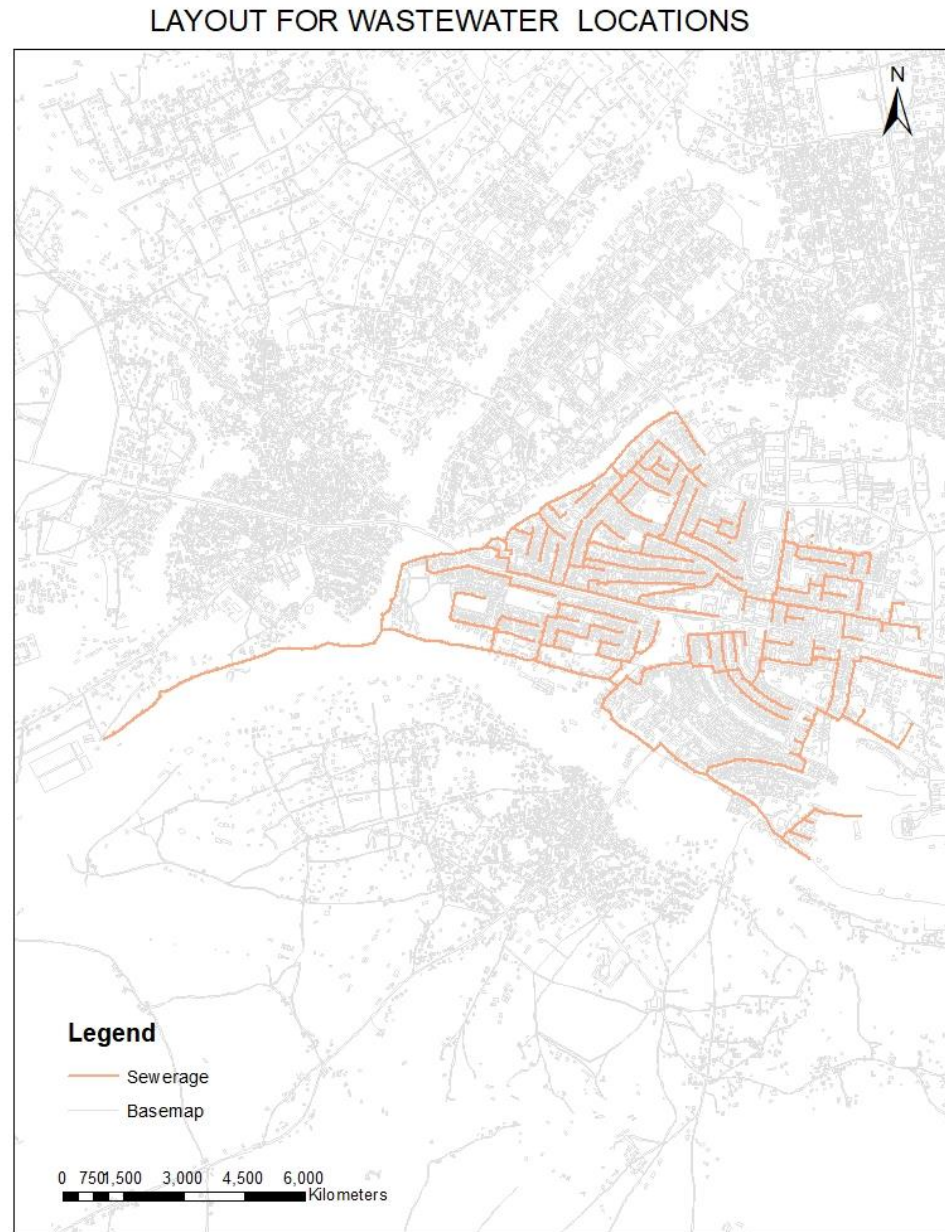 LAYOUT FOR WASTEWATER LOCATIONS
N
Legend
Sewerage
Basemap
0 750 1,500 3,000 4,500 6,000
Kilometers